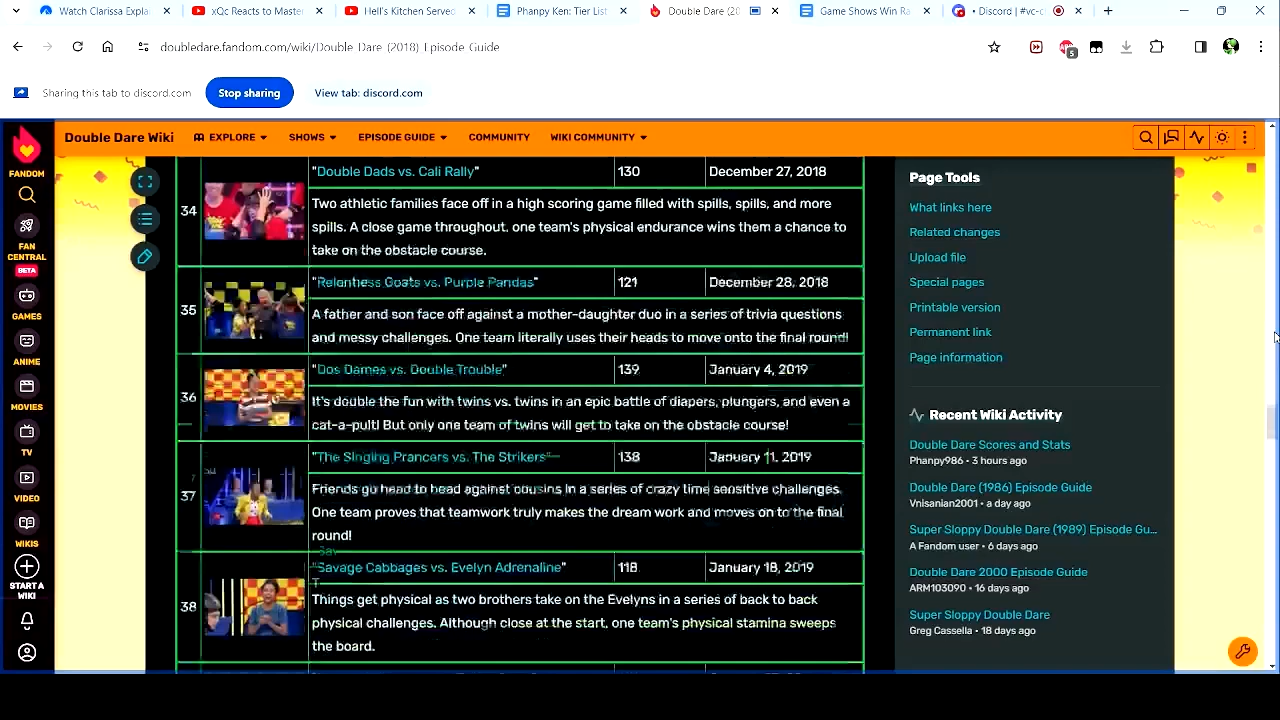 Watch Clarissa Expla
xQc Reacts to Master
Hell's Kitchen Served
Phanpy Ken: Tier List
Double Dare (20
Game Shows Win Ra
• Discord | #vc-c
doubledare.fandom.com/wiki/Double_Dare_(2018)_Episode_Guide
5
Sharing this tab to discord.com
Stop sharing
View tab: discord.com
Double Dare Wiki
EXPLORE
SHOWS
EPISODE GUIDE
COMMUNITY
WIKI COMMUNITY
FANDOM
FAN CENTRAL
BETA
GAMES
ANIME
MOVIES
TV
VIDEO
WIKIS
START A WIKI
34
"Double Dads vs. Cali Rally"
130
December 27, 2018
Two athletic families face off in a high scoring game filled with spills, spills, and more
spills. A close game throughout, one team's physical endurance wins them a chance to
take on the obstacle course.
35
"Relentness Goats vs. Purple Pandas"
121
December 28, 2018
A father and son face off against a mother-daughter duo in a series of trivia questions
and messy challenges. One team literally uses their heads to move onto the final round!
36
"Dos Dames vs. Double Trouble"
139
January 4, 2019
It's double the fun with twins vs. twins in an epic battle of diapers, plungers, and even a
cat-a-pult! But only one team of twins will get to take on the obstacle course!
37
"The Singing Prancers vs. The Strikers"
138
January 11, 2019
Friends go head to head against cousins in a series of crazy time sensitive challenges.
One team proves that teamwork truly makes the dream work and moves on to the final
round!
38
"Savage Cabbages vs. Evelyn Adrenaline"
118
January 18, 2019
Things get physical as two brothers take on the Evelyns in a series of back to back
physical challenges. Although close at the start, one team's physical stamina sweeps
the board.
Page Tools
What links here
Related changes
Upload file
Special pages
Printable version
Permanent link
Page information
Recent Wiki Activity
Double Dare Scores and Stats
Phanpy986 • 3 hours ago
Double Dare (1986) Episode Guide
Vnisanian2001 • a day ago
Super Sloppy Double Dare (1989) Episode Gu...
A Fandom user • 6 days ago
Double Dare 2000 Episode Guide
ARM103090 • 16 days ago
Super Sloppy Double Dare
Greg Cassella • 18 days ago